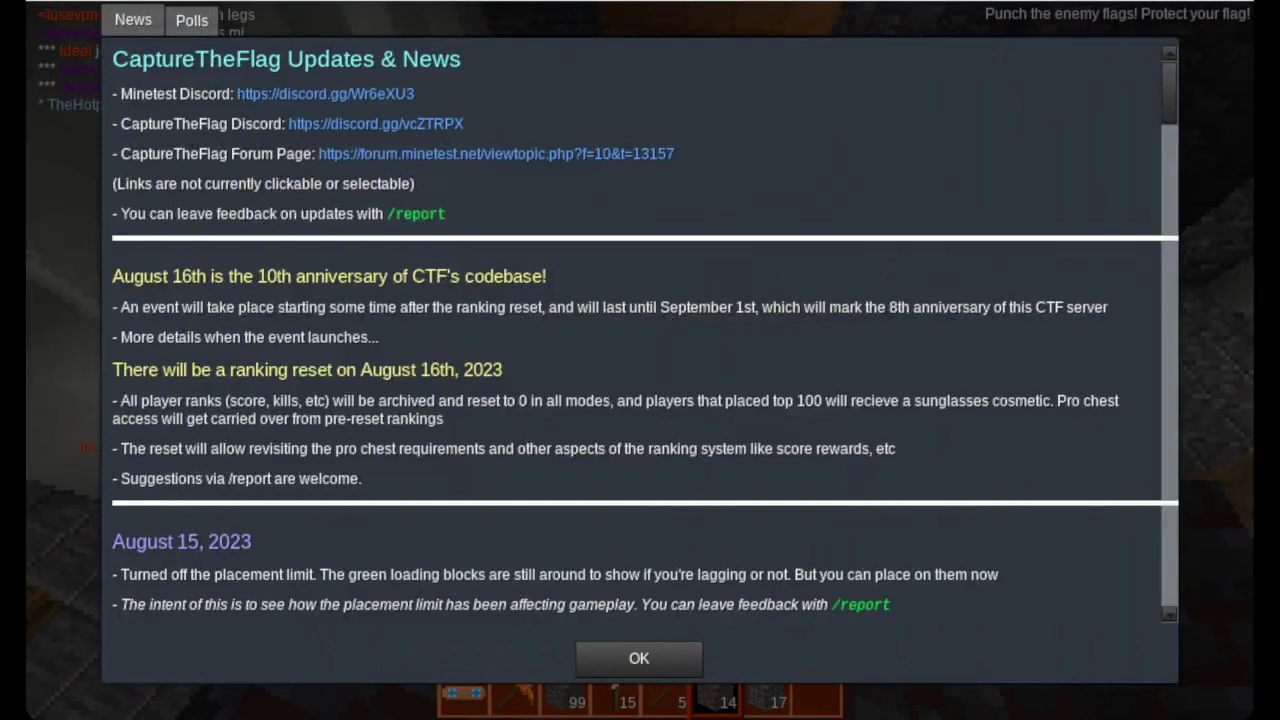 News Polls
<lusevpn legs
s mi
Punch the enemy flags! Protect your flag!
*** Ideal j
***
***
* TheHotp
CaptureTheFlag Updates & News
- Minetest Discord: https://discord.gg/Wr6eXU3
- CaptureTheFlag Discord: https://discord.gg/vcZTRPX
- CaptureTheFlag Forum Page: https://forum.minetest.net/viewtopic.php?f=10&t=13157
(Links are not currently clickable or selectable)
- You can leave feedback on updates with /report
August 16th is the 10th anniversary of CTF's codebase!
- An event will take place starting some time after the ranking reset, and will last until September 1st, which will mark the 8th anniversary of this CTF server
- More details when the event launches...
There will be a ranking reset on August 16th, 2023
- All player ranks (score, kills, etc) will be archived and reset to 0 in all modes, and players that placed top 100 will recieve a sunglasses cosmetic. Pro chest
access will get carried over from pre-reset rankings
- The reset will allow revisiting the pro chest requirements and other aspects of the ranking system like score rewards, etc
- Suggestions via /report are welcome.
August 15, 2023
- Turned off the placement limit. The green loading blocks are still around to show if you're lagging or not. But you can place on them now
- The intent of this is to see how the placement limit has been affecting gameplay. You can leave feedback with /report
OK
99 15 5 14 17